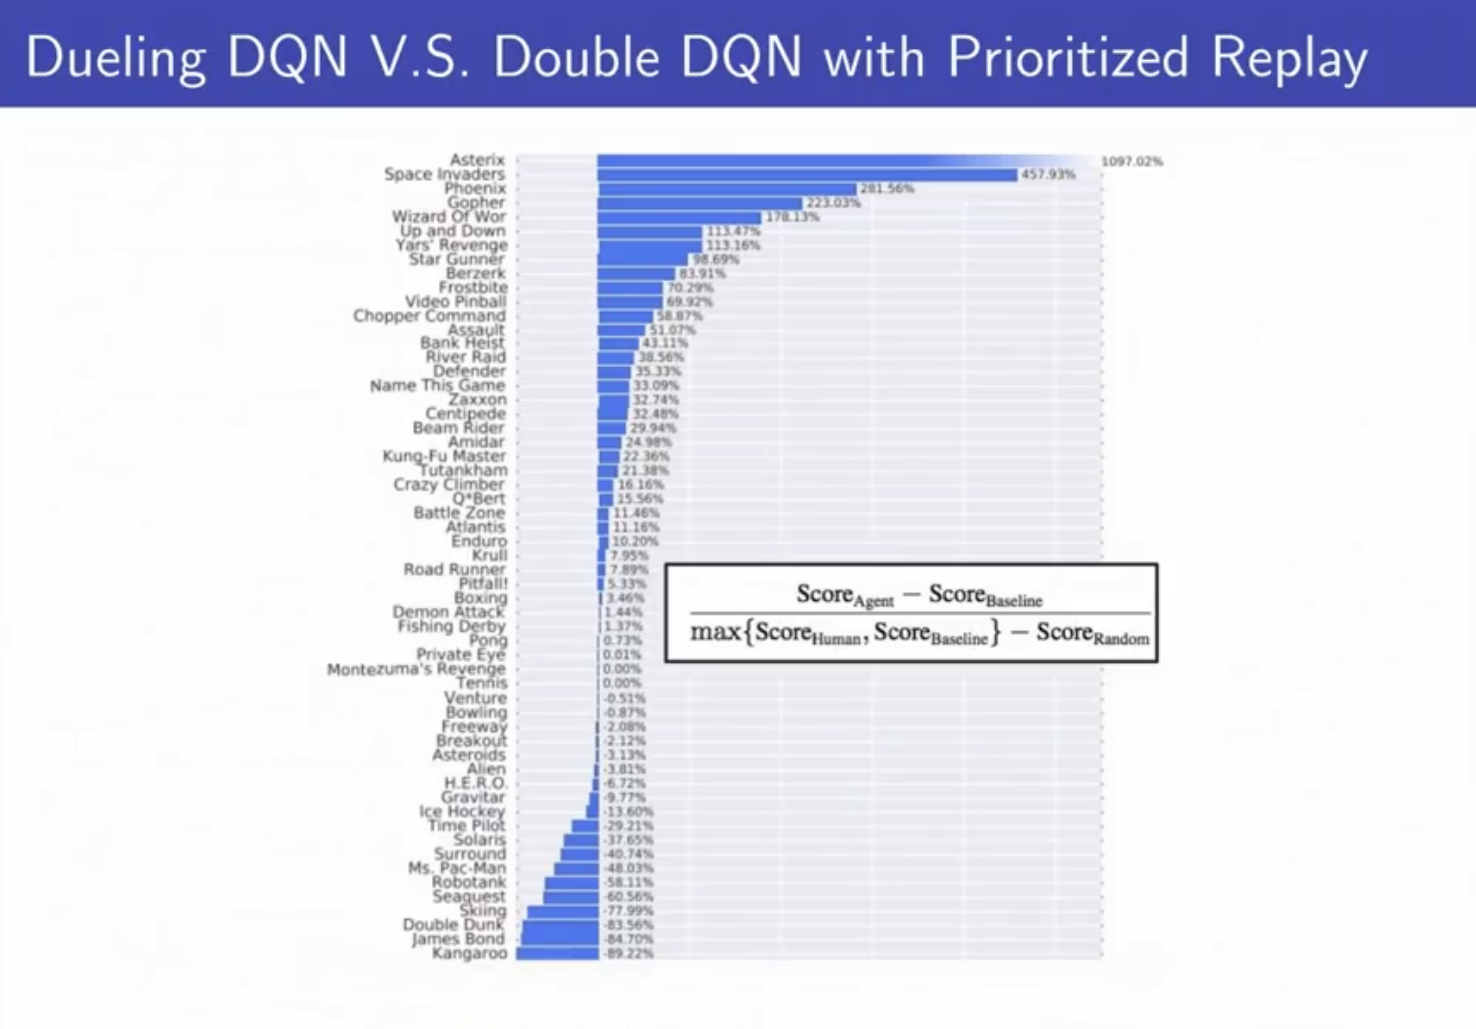 Dueling DQN V.S. Double DQN with Prioritized Replay
Asterix 1097.02%
Space Invaders 457.93%
Phoenix 281.56%
Gopher 223.03%
Wizard Of Wor 178.13%
Up and Down 113.47%
Yars' Revenge 113.16%
Star Gunner 98.69%
Berzerk 83.91%
Frostbite 70.29%
Video Pinball 69.92%
Chopper Command 58.87%
Assault 51.07%
Bank Heist 43.11%
River Raid 38.56%
Defender 35.33%
Name This Game 33.09%
Zaxxon 32.74%
Centipede 32.48%
Beam Rider 29.94%
Amidar 24.98%
Kung-Fu Master 22.36%
Tutankham 21.38%
Crazy Climber 16.16%
Q*Bert 15.56%
Battle Zone 11.46%
Atlantis 11.16%
Enduro 10.20%
Krull 7.95%
Road Runner 7.89%
Pitfall! 5.33%
Boxing 3.46%
Demon Attack 1.44%
Fishing Derby 1.37%
Pong 0.73%
Private Eye 0.01%
Montezuma's Revenge 0.00%
Tennis 0.00%
Venture -0.51%
Bowling -0.87%
Freeway -2.08%
Breakout -2.12%
Asteroids -3.13%
Alien -3.81%
H.E.R.O. -6.72%
Gravitar -9.77%
Ice Hockey -13.60%
Time Pilot -29.21%
Solaris -37.65%
Surround -40.74%
Ms. Pac-Man -48.03%
Robotank -58.11%
Seaquest -60.56%
Skiing -77.99%
Double Dunk -83.56%
James Bond -84.70%
Kangaroo -89.22%
Score Agent − Score Baseline
max{Score Human, Score Baseline} − Score Random